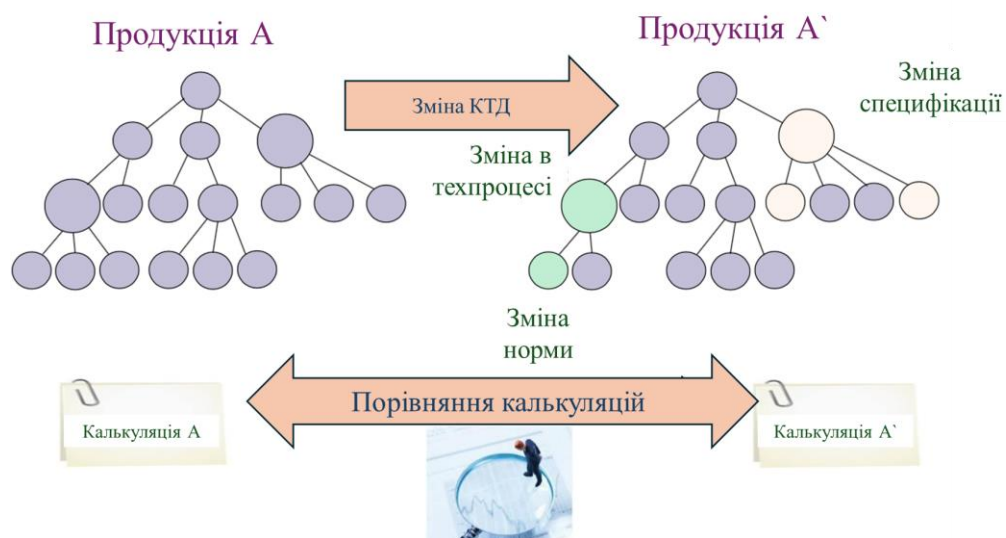 Продукція А
Продукція А`
Зміна КТД
Зміна
специфікації
Зміна в
техпроцесі
Зміна
норми
Порівняння калькуляцій
Калькуляція А
Калькуляція А`